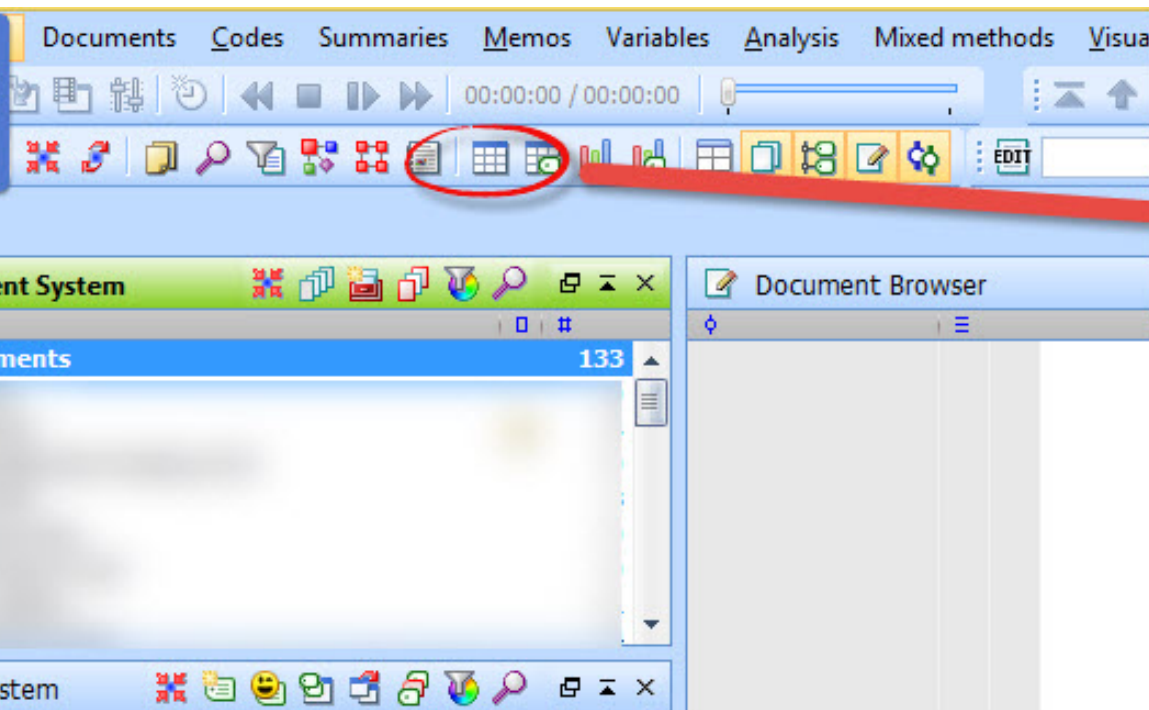 Documents Codes Summaries Memos Variables Analysis Mixed methods Visua
00:00:00 / 00:00:00
EDIT
ent System
Document Browser
ments 133
stem